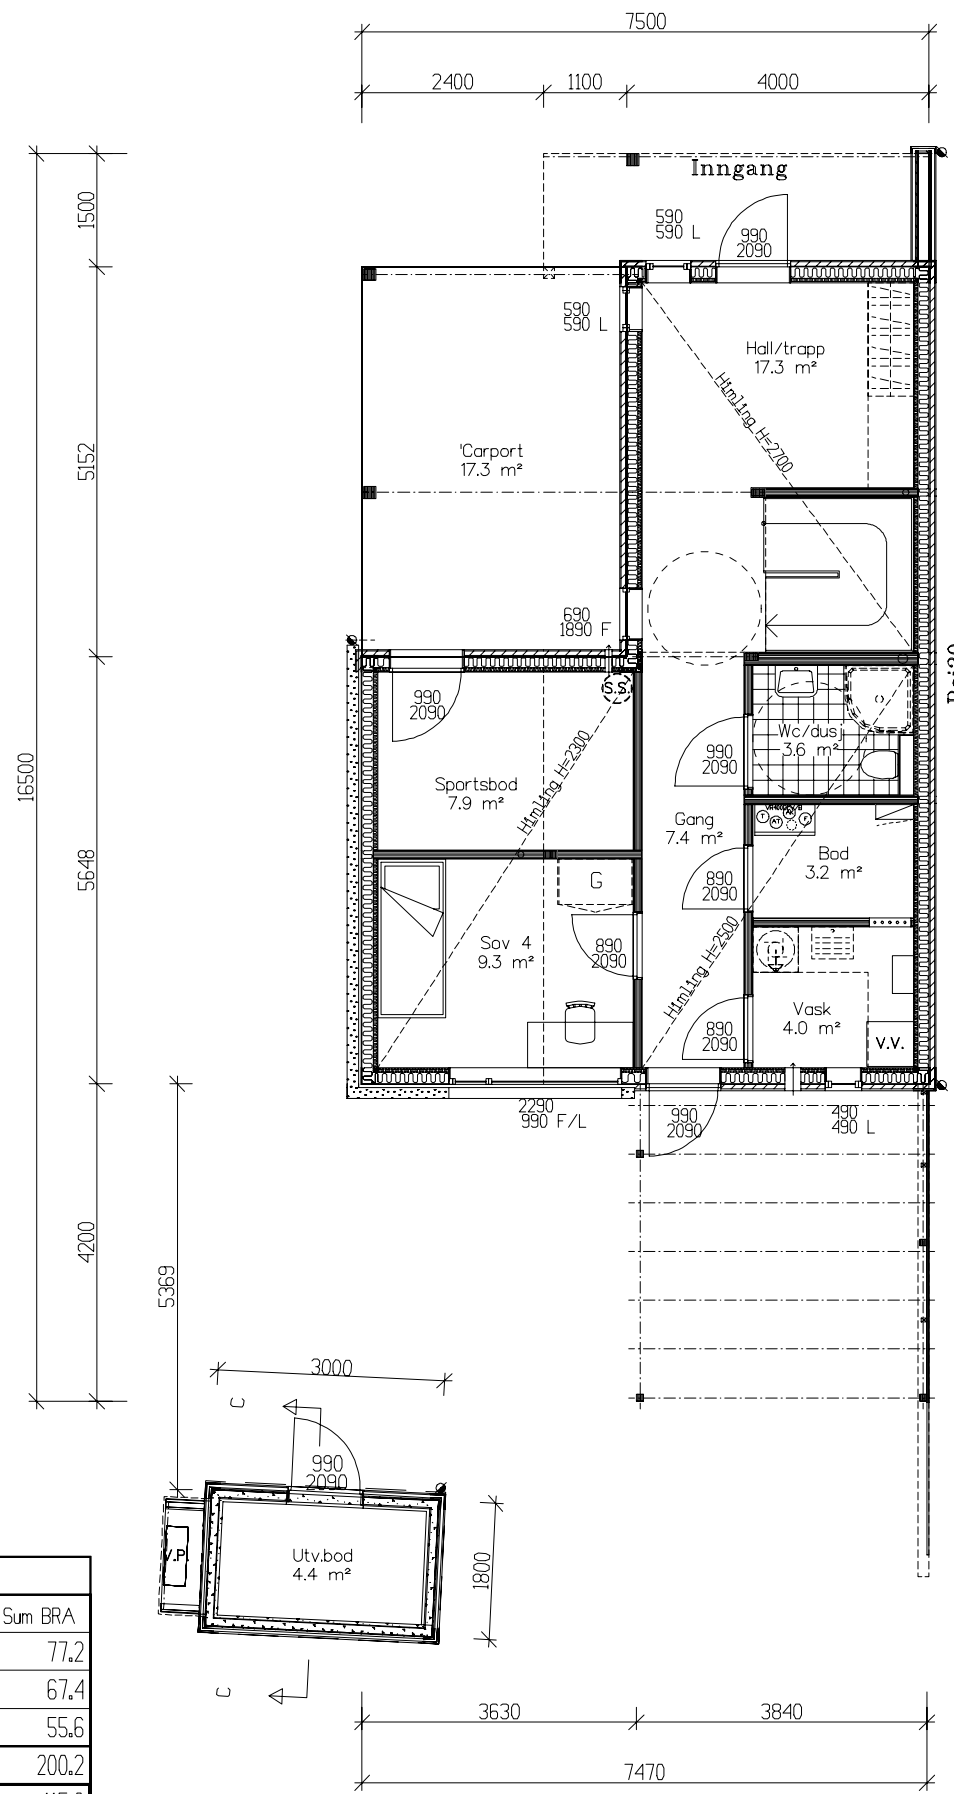 7500
2400
1100
4000
Inngang
1500
590
590 L
990
2090
590
590 L
Hall/trapp
17.3 m²
Himling H=2700
'Carport
17.3 m²
5152
690
1890 F
S.S.
990
2090
Wc/dusj
3.6 m²
990
2090
16500
Sportsbod
7.9 m²
Himling H=2300
Gang
7.4 m²
T
AT
F
Bod
3.2 m²
5648
G
890
2090
Sov 4
9.3 m²
890
2090
Himling H=2500
Vask
4.0 m²
V.V.
890
2090
2290
990 F/L
990
2090
490
490 L
4200
5369
3000
C
990
2090
V.P.
Utv.bod
4.4 m²
1800
C
Sum BRA
77.2
67.4
55.6
200.2
3630
3840
7470